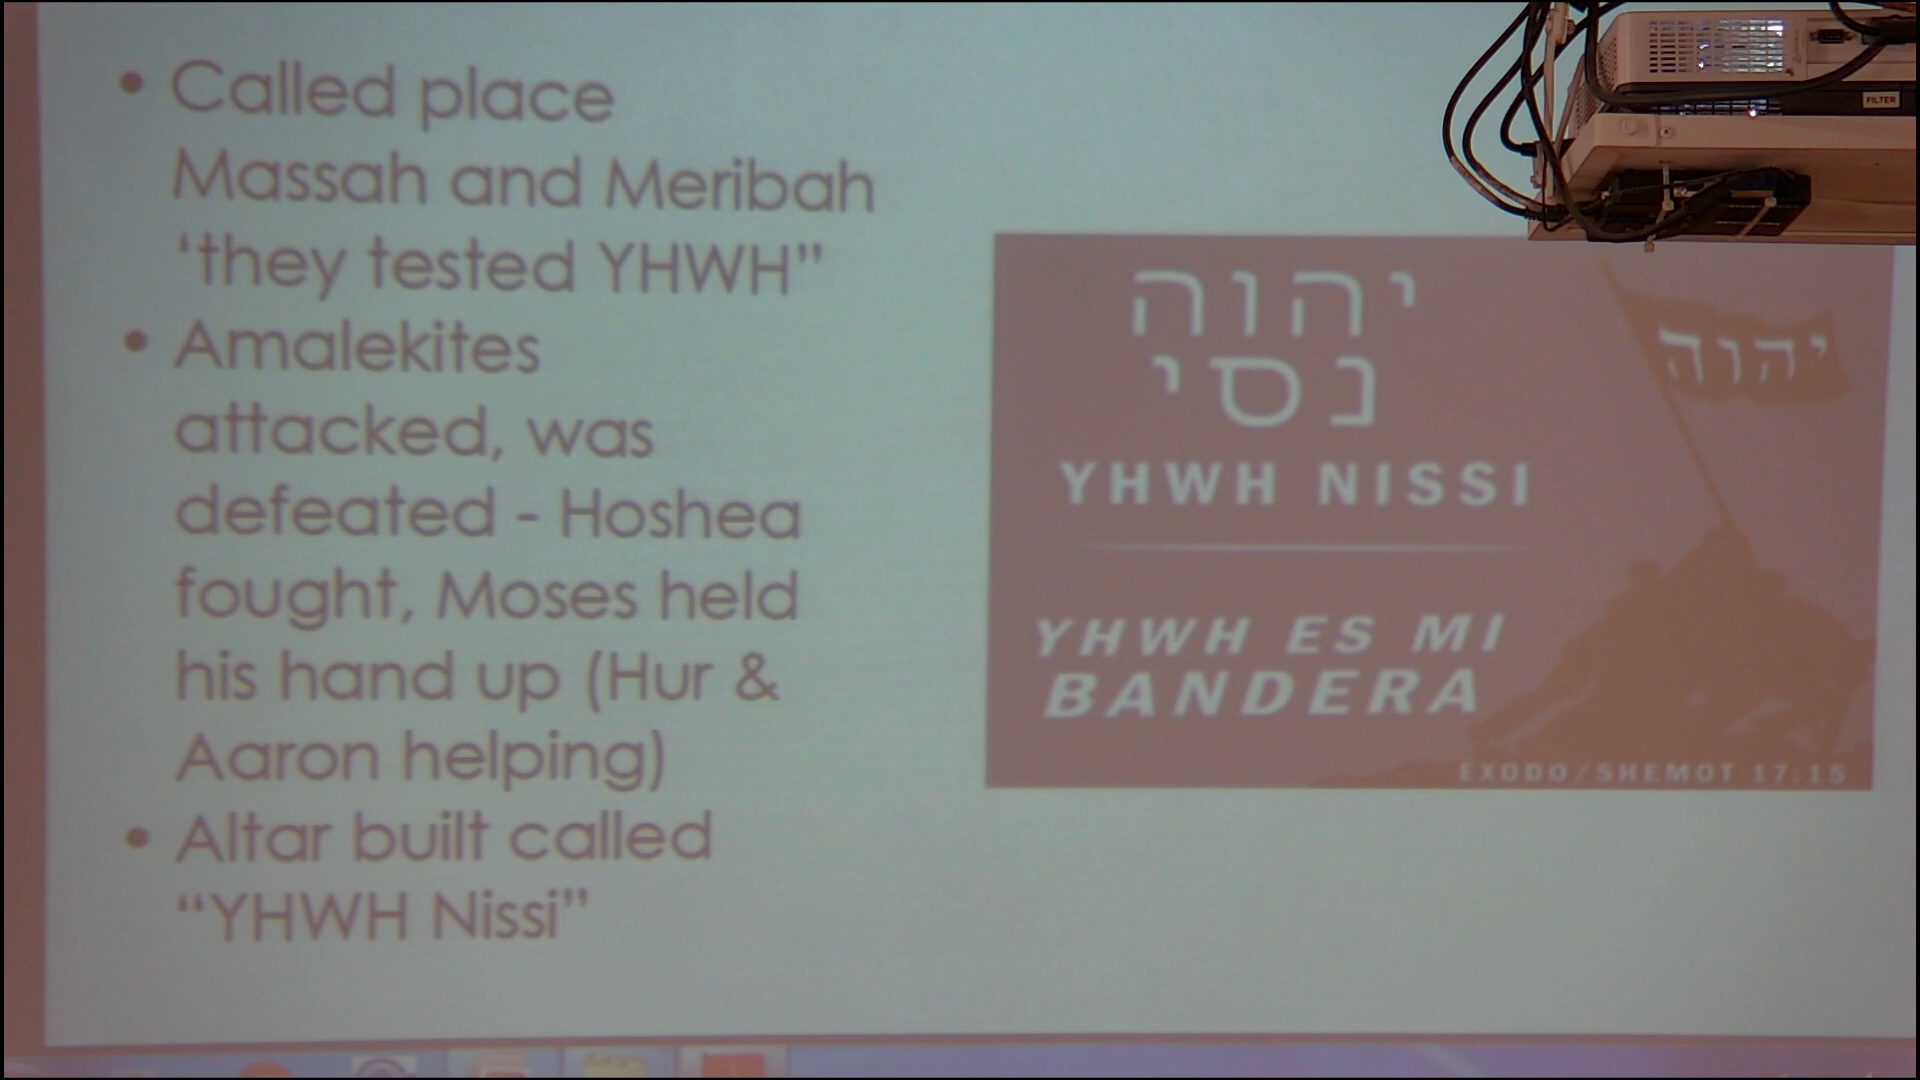 • Called place
Massah and Meribah
‘they tested YHWH”
• Amalekites
attacked, was
defeated - Hoshea
fought, Moses held
his hand up (Hur &
Aaron helping)
• Altar built called
“YHWH Nissi”
יהוה
נסי
YHWH NISSI
YHWH ES MI
BANDERA
יהוה
EXODO/SHEMOT 17:15
FILTER